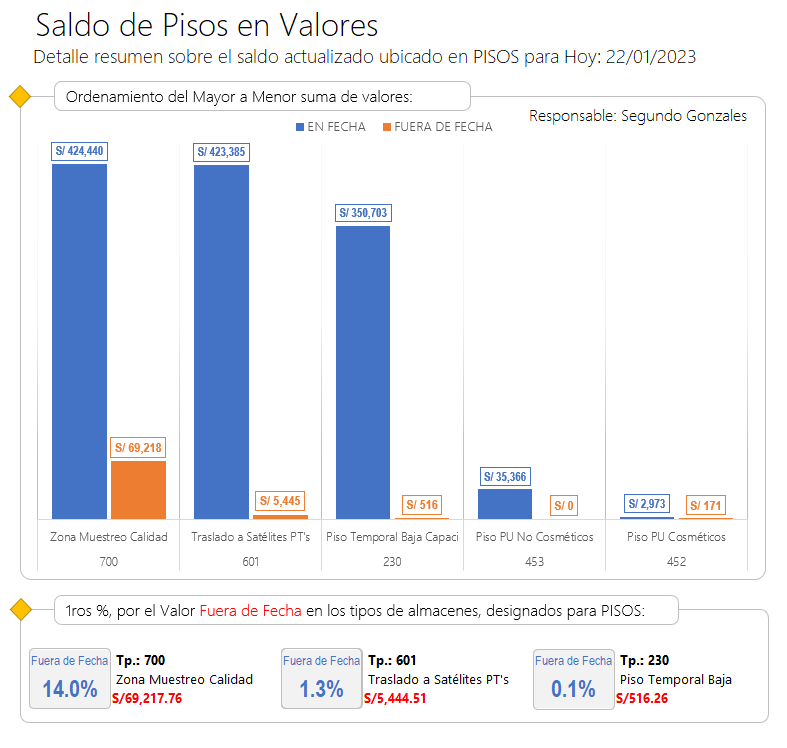 Saldo de Pisos en Valores
Detalle resumen sobre el saldo actualizado ubicado en PISOS para Hoy: 22/01/2023
Ordenamiento del Mayor a Menor suma de valores:
Responsable: Segundo Gonzales
EN FECHA FUERA DE FECHA
S/ 424,440
S/ 423,385
S/ 350,703
S/ 69,218
S/ 35,366
S/ 5,445
S/ 516
S/ 0
S/ 2,973
S/ 171
Zona Muestreo Calidad Traslado a Satélites PT's Piso Temporal Baja Capaci Piso PU No Cosméticos Piso PU Cosméticos
700 601 230 453 452
1ros %, por el Valor Fuera de Fecha en los tipos de almacenes, designados para PISOS:
Fuera de Fecha
14.0%
Tp.: 700
Zona Muestreo Calidad
S/69,217.76
Fuera de Fecha
1.3%
Tp.: 601
Traslado a Satélites PT's
S/5,444.51
Fuera de Fecha
0.1%
Tp.: 230
Piso Temporal Baja
S/516.26